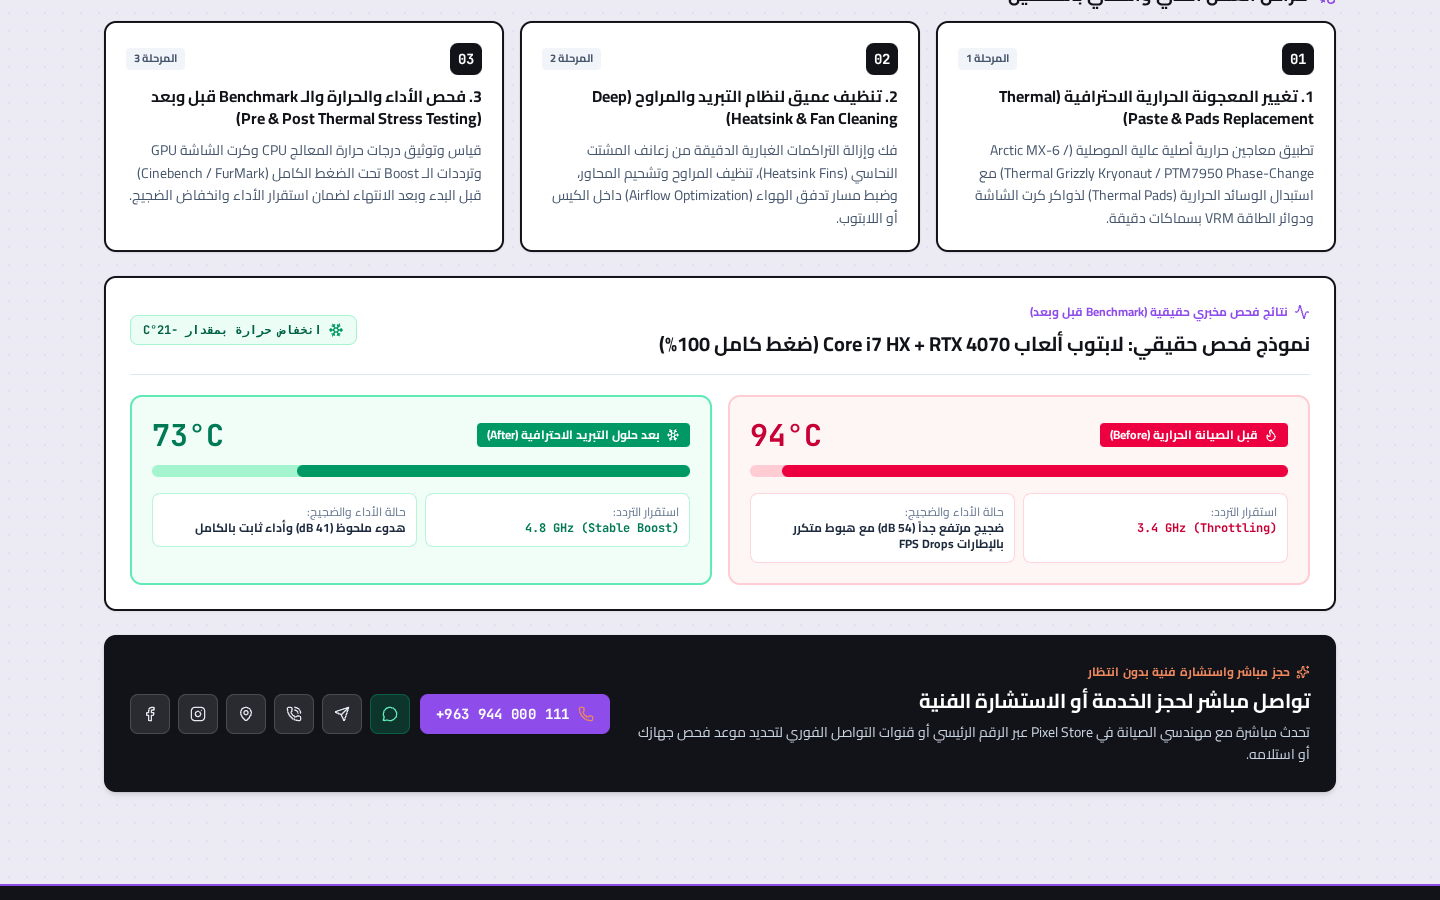 01
المرحلة 1
1. تغيير المعجونة الحرارية الاحترافية (Thermal
Paste & Pads Replacement)
تطبيق معاجين حرارية أصلية عالية الموصلية (Arctic MX-6 /
Thermal Grizzly Kryonaut / PTM7950 Phase-Change) مع
استبدال الوسائد الحرارية (Thermal Pads) لذواكر كرت الشاشة
ودوائر الطاقة VRM بسماكات دقيقة.
02
المرحلة 2
2. تنظيف عميق لنظام التبريد والمراوح (Deep
Heatsink & Fan Cleaning)
فك وإزالة التراكمات الغبارية الدقيقة من زعانف المشتت
النحاسي (Heatsink Fins)، تنظيف المراوح وتشحيم المحاور،
وضبط مسار تدفق الهواء (Airflow Optimization) داخل الكيس
أو اللابتوب.
03
المرحلة 3
3. فحص الأداء والحرارة والـ Benchmark قبل وبعد
(Pre & Post Thermal Stress Testing)
قياس وتوثيق درجات حرارة المعالج CPU وكرت الشاشة GPU
وترددات الـ Boost تحت الضغط الكامل (Cinebench / FurMark)
قبل البدء وبعد الانتهاء لضمان استقرار الأداء وانخفاض الضجيج.
نتائج فحص مخبري حقيقية (Benchmark قبل وبعد)
نموذج فحص حقيقي: لابتوب ألعاب Core i7 HX + RTX 4070 (ضغط كامل 100%)
انخفاض حرارة بمقدار -21°C
قبل الصيانة الحرارية (Before)
94°C
استقرار التردد:
3.4 GHz (Throttling)
حالة الأداء والضجيج:
ضجيج مرتفع جداً (54 dB) مع هبوط متكرر
بالإطارات FPS Drops
بعد حلول التبريد الاحترافية (After)
73°C
استقرار التردد:
4.8 GHz (Stable Boost)
حالة الأداء والضجيج:
هدوء ملحوظ (41 dB) وأداء ثابت بالكامل
حجز مباشر واستشارة فنية بدون انتظار
تواصل مباشر لحجز الخدمة أو الاستشارة الفنية
تحدث مباشرة مع مهندسي الصيانة في Pixel Store عبر الرقم الرئيسي أو قنوات التواصل الفوري لتحديد موعد فحص جهازك
أو استلامه.
+963 944 000 111